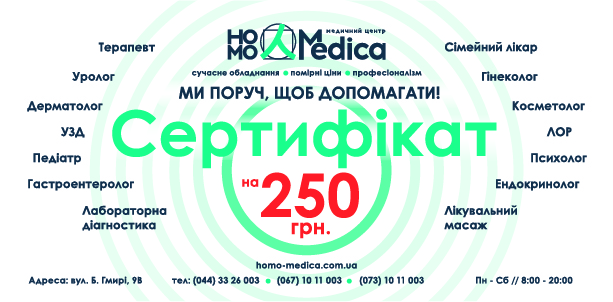 HOMO Medica
медичний центр
сучасне обладнання • помірні ціни • професіоналізм
МИ ПОРУЧ, ЩОБ ДОПОМАГАТИ!
Терапевт
Уролог
Дерматолог
УЗД
Педіатр
Гастроентеролог
Лабораторна
діагностика
Сертифікат
на 250
грн.
Сімейний лікар
Гінеколог
Косметолог
ЛОР
Психолог
Ендокринолог
Лікувальний
масаж
homo-medica.com.ua
Адреса: вул. Б. Гмирі, 9В
тел: (044) 33 26 003 • (067) 10 11 003 • (073) 10 11 003
Пн - Сб // 8:00 - 20:00